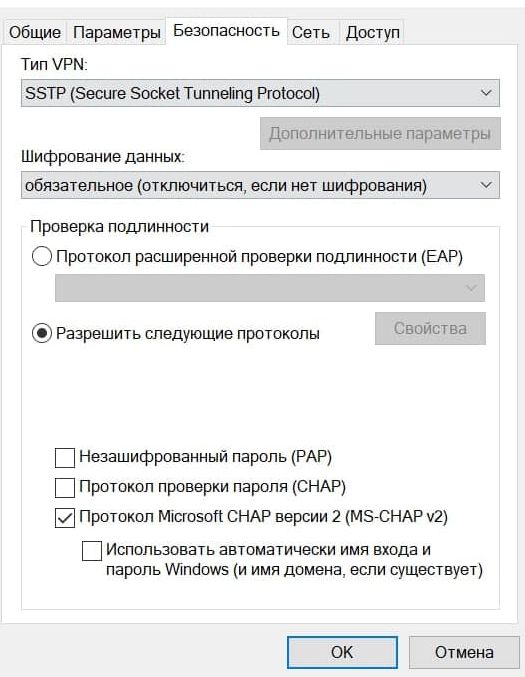 Общие Параметры Безопасность Сеть Доступ
Тип VPN:
SSTP (Secure Socket Tunneling Protocol)
Дополнительные параметры
Шифрование данных:
обязательное (отключиться, если нет шифрования)
Проверка подлинности
Протокол расширенной проверки подлинности (EAP)
Свойства
Разрешить следующие протоколы
Незашифрованный пароль (PAP)
Протокол проверки пароля (CHAP)
Протокол Microsoft CHAP версии 2 (MS-CHAP v2)
Использовать автоматически имя входа и
пароль Windows (и имя домена, если существует)
OK Отмена